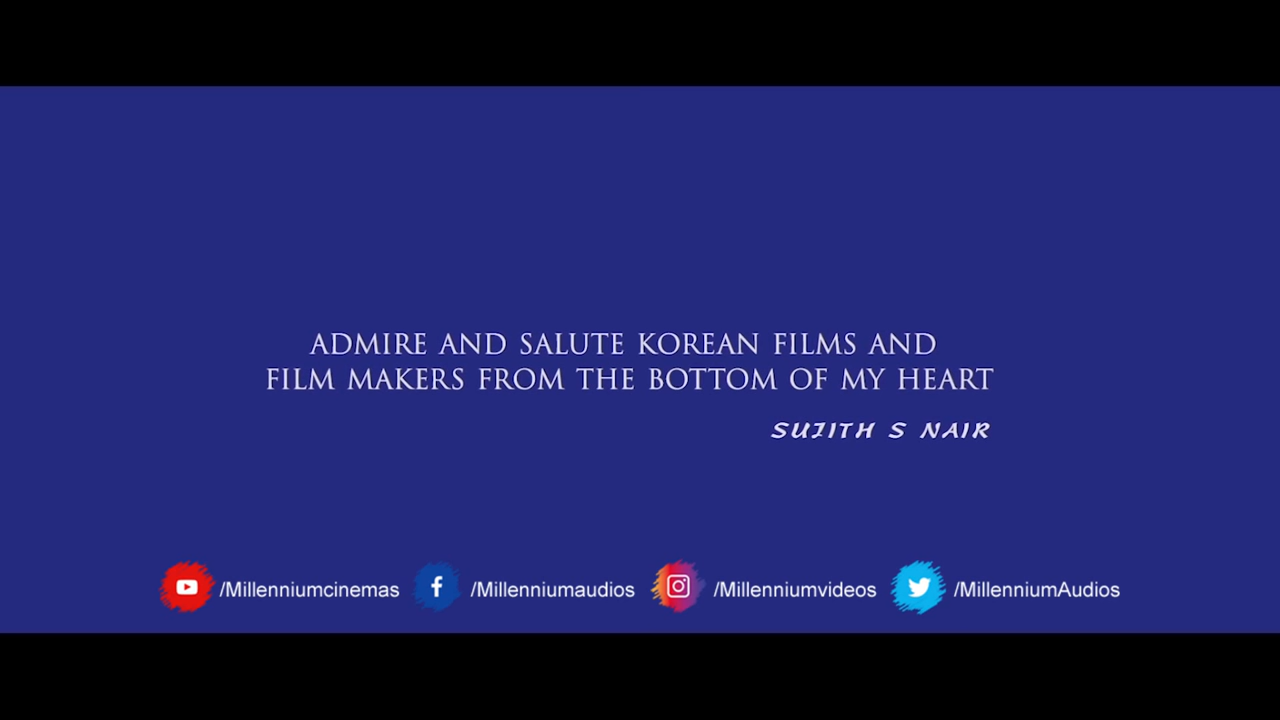 ADMIRE AND SALUTE KOREAN FILMS AND
FILM MAKERS FROM THE BOTTOM OF MY HEART
SUJITH S NAIR
/Millenniumcinemas /Millenniumaudios /Millenniumvideos /MillenniumAudios